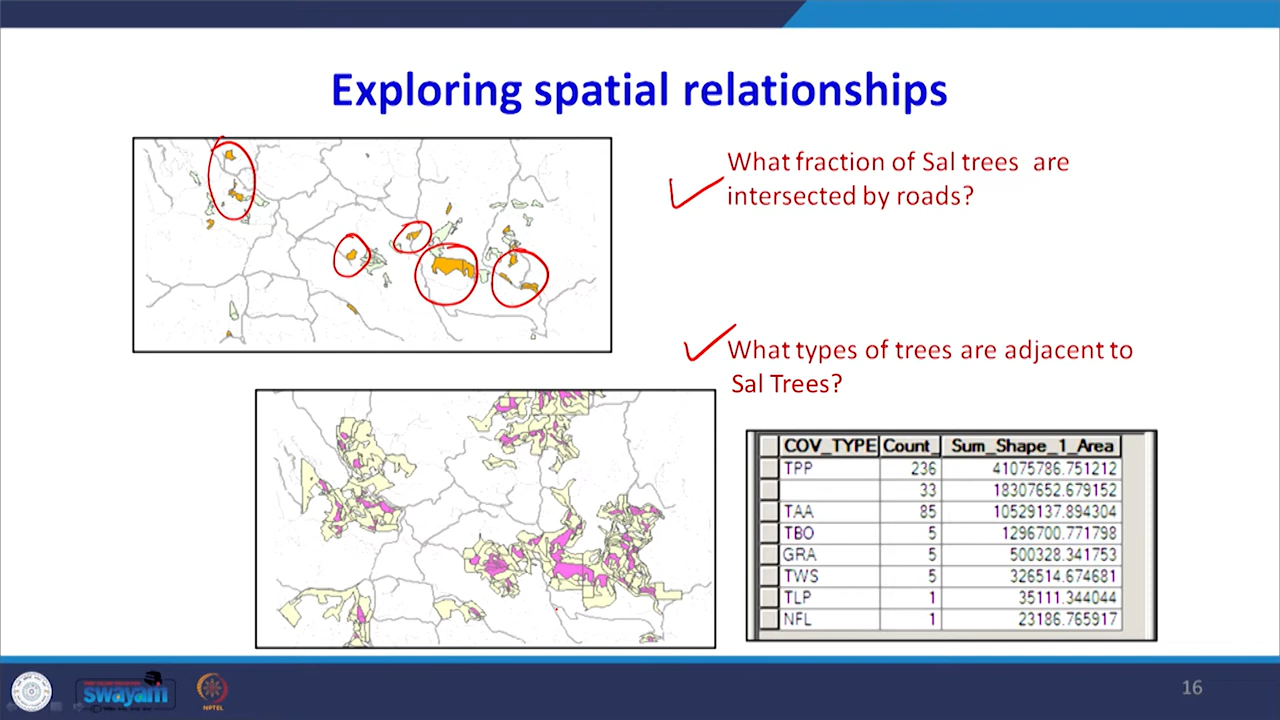 Exploring spatial relationships
What fraction of Sal trees are
intersected by roads?
What types of trees are adjacent to
Sal Trees?
COV_TYPE Count_ Sum_Shape_1_Area
TPP 236 41075786.751212
33 18307652.679152
TAA 85 10529137.894304
TBO 5 1296700.771798
GRA 5 500328.341753
TWS 5 326514.674681
TLP 1 35111.344044
NFL 1 23186.765917
swayam
NPTEL
16